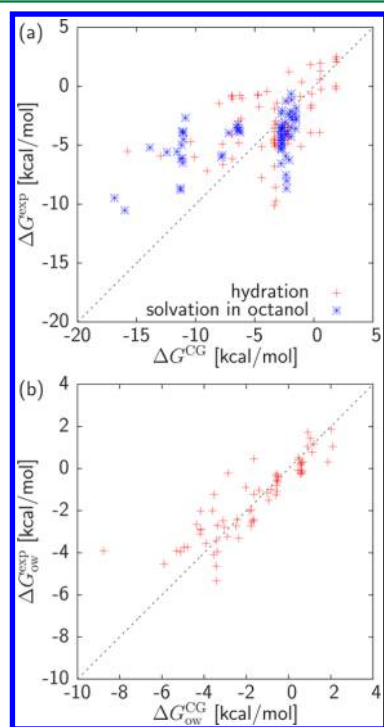 (a)
5
0
-5
-10
-15
-20
ΔG^exp [kcal/mol]
hydration
solvation in octanol
-20 -15 -10 -5 0 5
ΔG^CG [kcal/mol]
(b)
4
2
0
-2
-4
-6
-8
-10
ΔG_ow^exp [kcal/mol]
-10 -8 -6 -4 -2 0 2 4
ΔG_ow^CG [kcal/mol]